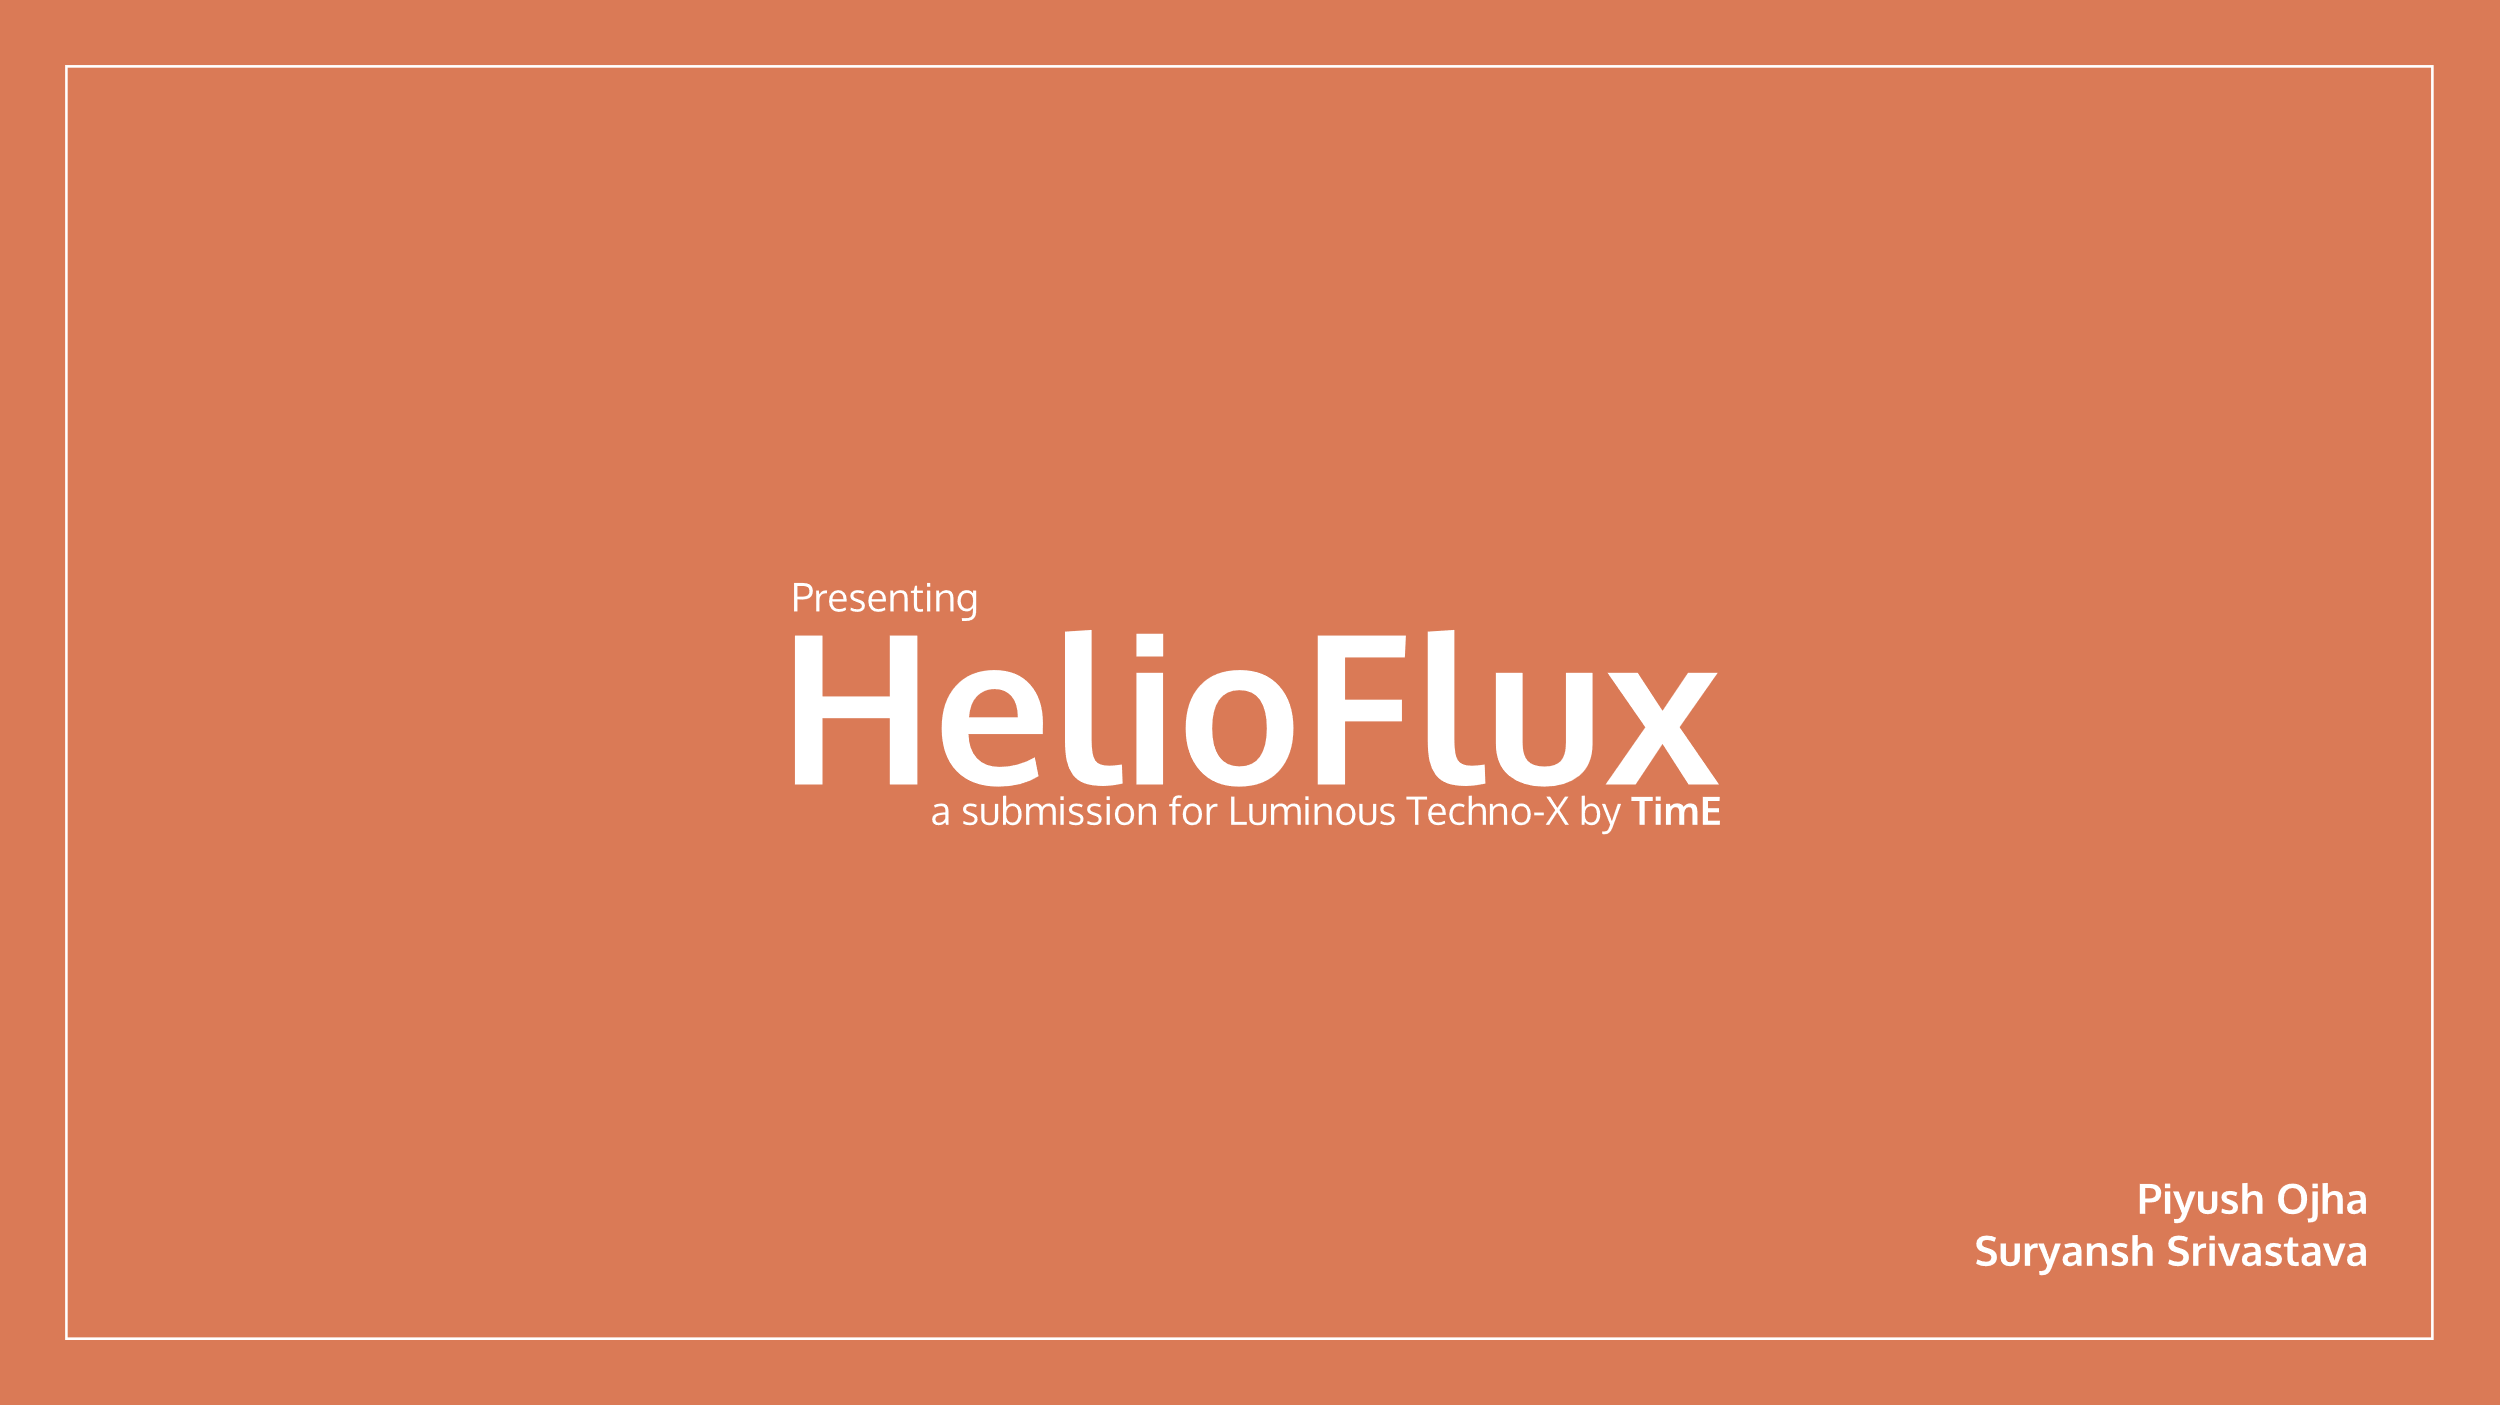 Presenting
HelioFlux
a submission for Luminous Techno-X by TimE
Piyush Ojha
Suryansh Srivastava